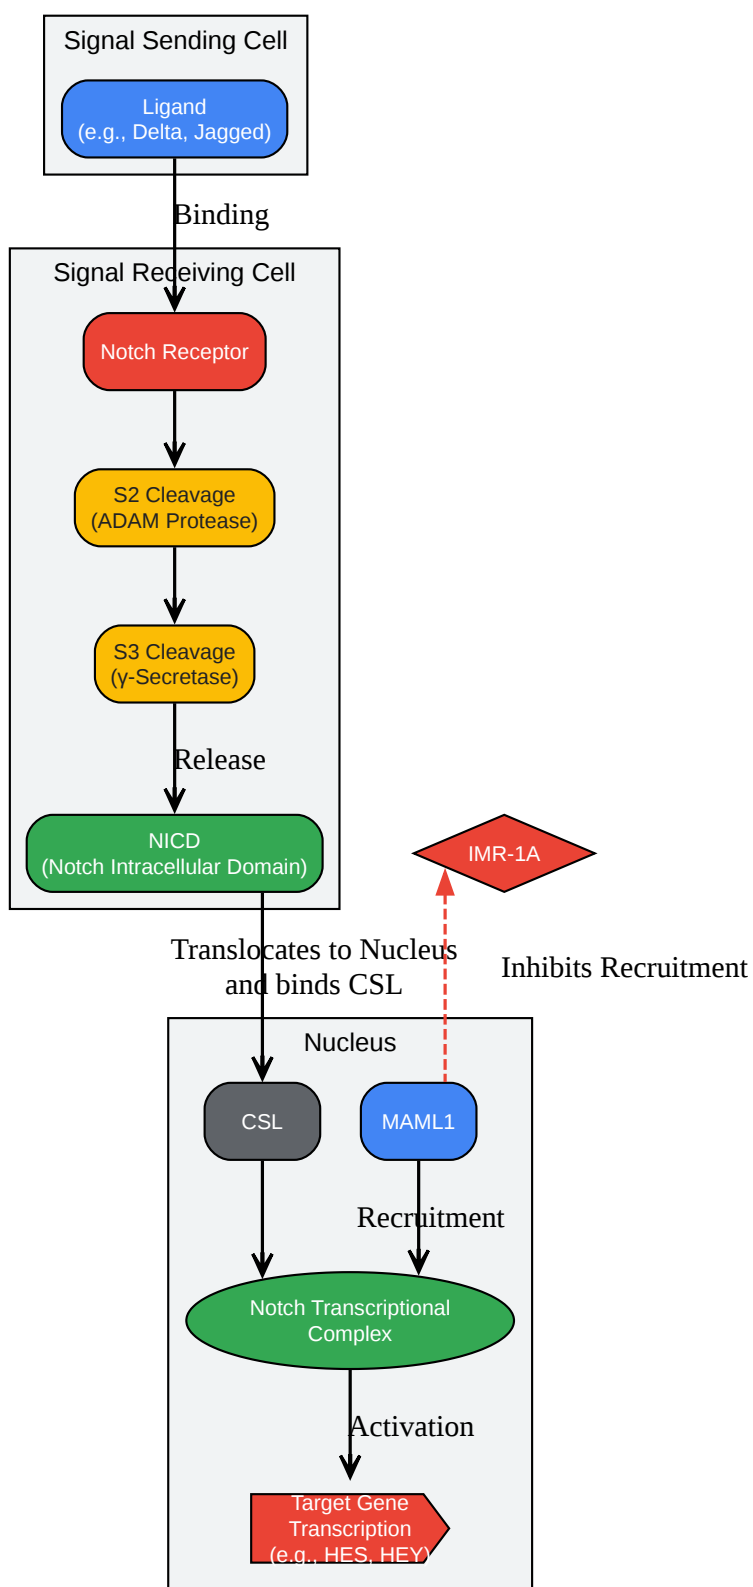 Signal Sending Cell
Ligand
(e.g., Delta, Jagged)
Binding
Signal Receiving Cell
Notch Receptor
S2 Cleavage
(ADAM Protease)
S3 Cleavage
(γ-Secretase)
Release
NICD
(Notch Intracellular Domain)
IMR-1A
Translocates to Nucleus
and binds CSL
Inhibits Recruitment
Nucleus
CSL
MAML1
Recruitment
Notch Transcriptional
Complex
Activation
Target Gene
Transcription
(e.g., HES, HEY)